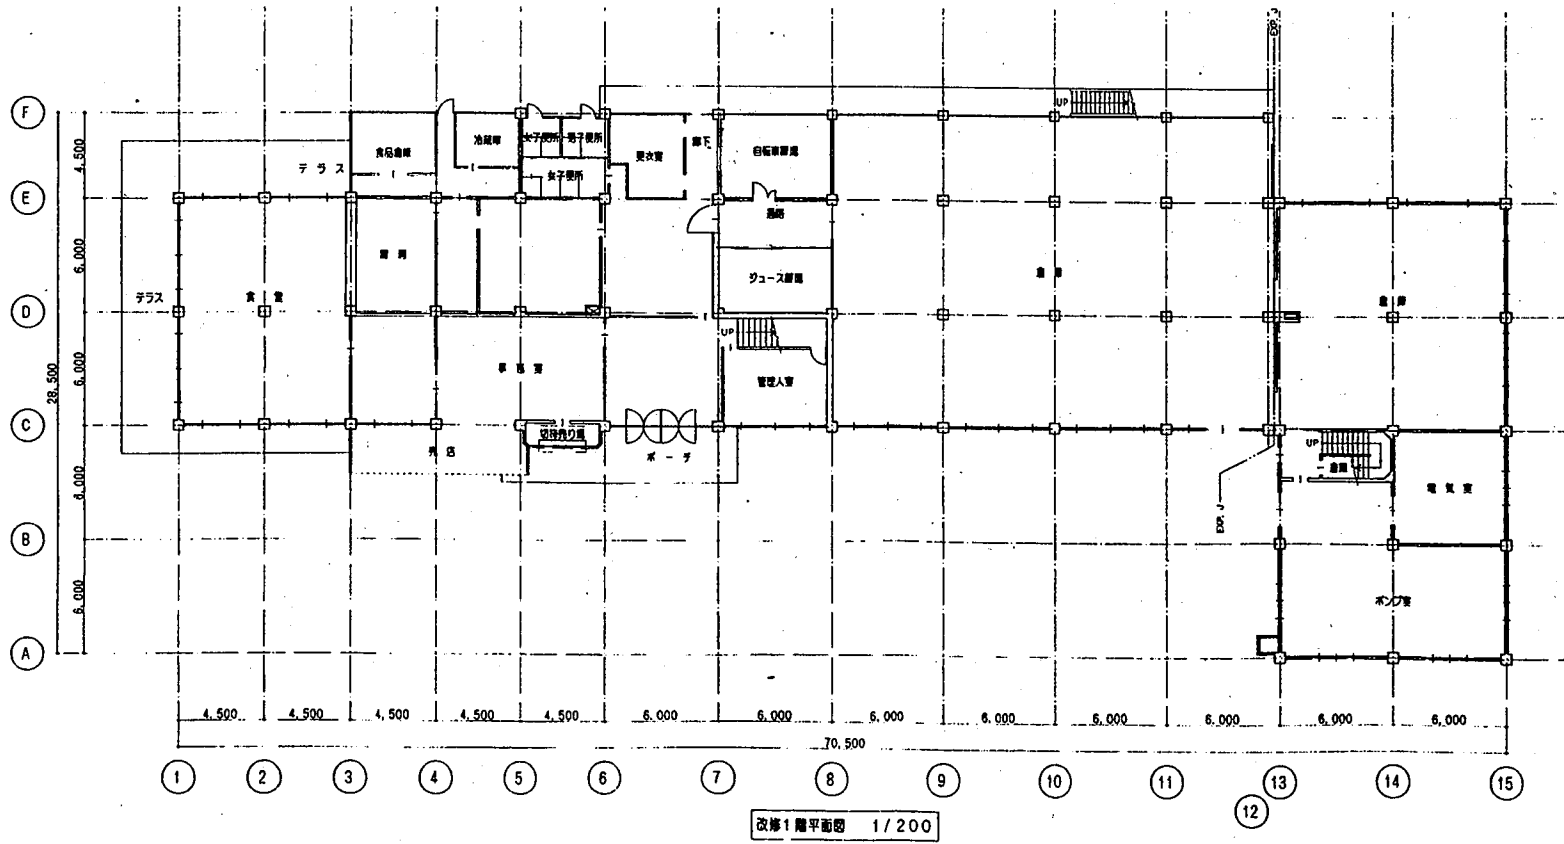 EXP. J
F
UP
食品倉庫
冷蔵庫
女子便所
男子便所
更衣室
廊下
自転車置場
テラス
女子便所
4,500
E
通路
6,000
厨房
ジュース置場
倉庫
テラス
食堂
倉庫
D
UP
6,000
事務室
管理人室
28,500
C
切符売り場
売店
ポーチ
UP
倉庫
電気室
6,000
EXP. J
B
6,000
ポンプ室
A
4,500 4,500 4,500 4,500 4,500 6,000 6,000 6,000 6,000 6,000 6,000 6,000 6,000
70,500
1 2 3 4 5 6 7 8 9 10 11 13 14 15
12
改修1階平面図 1/200